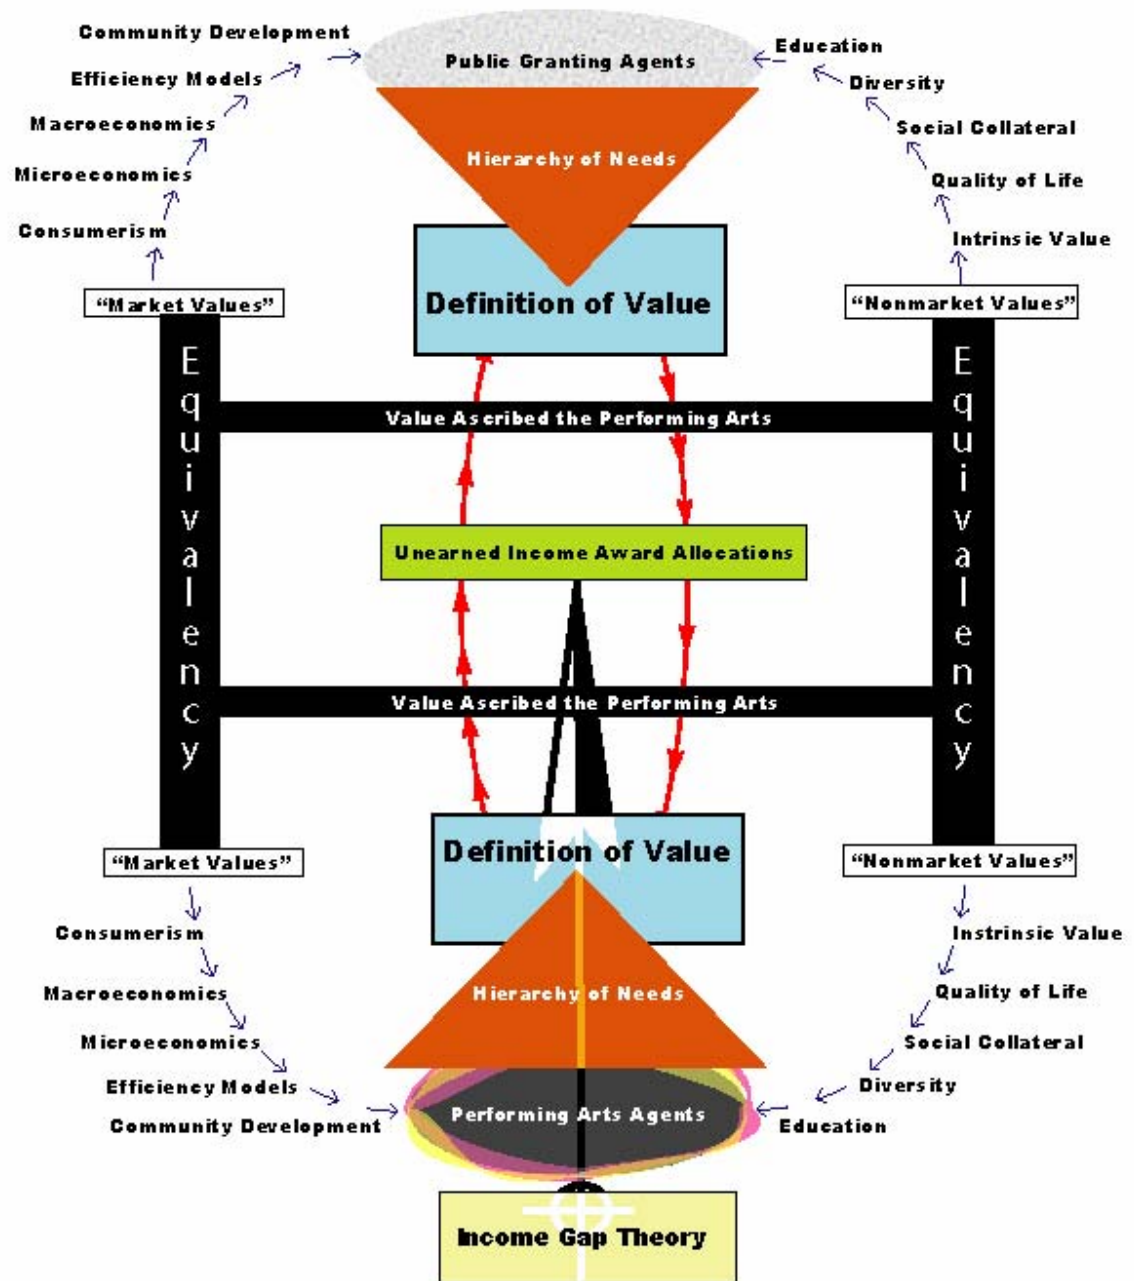 Community Development
Public Granting Agents
Education
Efficiency Models
Diversity
Macroeconomics
Social Collateral
Hierarchy of Needs
Microeconomics
Quality of Life
Consumerism
Intrinsic Value
“Market Values”
Definition of Value
“Nonmarket Values”
Equivalency
Equivalency
Value Ascribed the Performing Arts
Unearned Income Award Allocations
Value Ascribed the Performing Arts
“Market Values”
Definition of Value
“Nonmarket Values”
Consumerism
Instrinsic Value
Macroeconomics
Hierarchy of Needs
Quality of Life
Microeconomics
Social Collateral
Efficiency Models
Diversity
Community Development
Performing Arts Agents
Education
Income Gap Theory